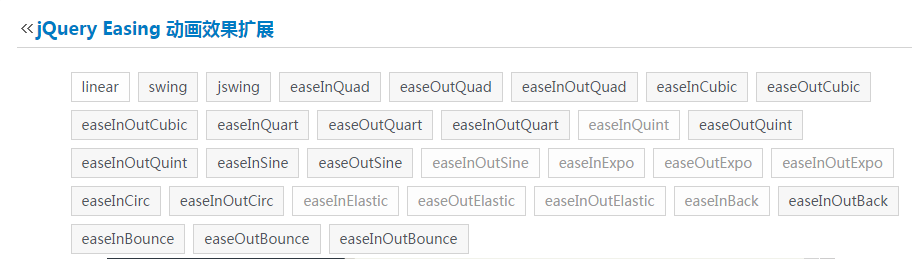 «jQuery Easing 动画效果扩展
linear swing jswing easeInQuad easeOutQuad easeInOutQuad easeInCubic easeOutCubic
easeInOutCubic easeInQuart easeOutQuart easeInOutQuart easeInQuint easeOutQuint
easeInOutQuint easeInSine easeOutSine easeInOutSine easeInExpo easeOutExpo easeInOutExpo
easeInCirc easeInOutCirc easeInElastic easeOutElastic easeInOutElastic easeInBack easeInOutBack
easeInBounce easeOutBounce easeInOutBounce